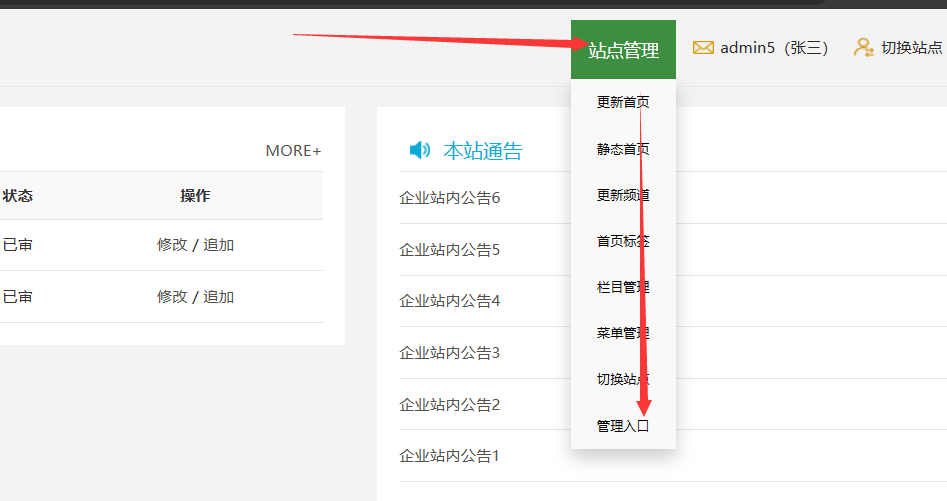 站点管理 admin5（张三） 切换站点
更新首页
静态首页
更新频道
首页标签
栏目管理
菜单管理
切换站点
管理入口
MORE+
状态 操作
已审 修改 / 追加
已审 修改 / 追加
本站通告
企业站内公告6
企业站内公告5
企业站内公告4
企业站内公告3
企业站内公告2
企业站内公告1